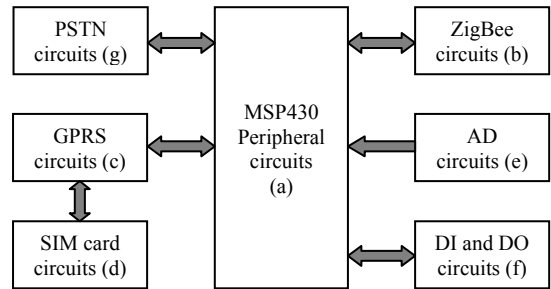 PSTN
circuits (g)
GPRS
circuits (c)
SIM card
circuits (d)
MSP430
Peripheral
circuits
(a)
ZigBee
circuits (b)
AD
circuits (e)
DI and DO
circuits (f)